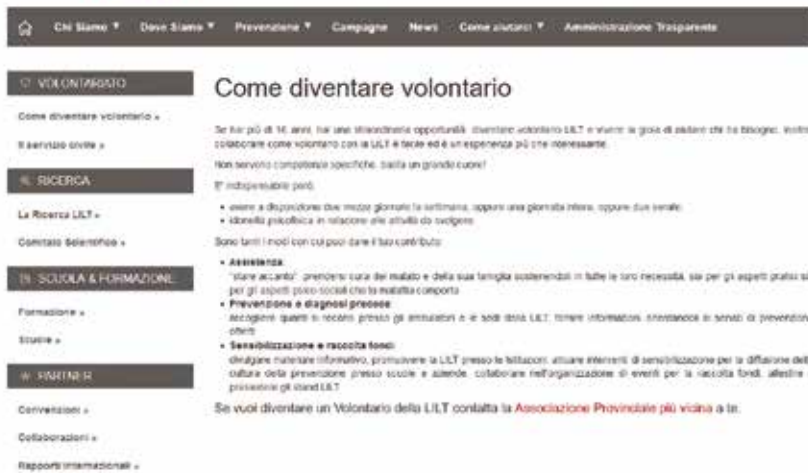 Chi Siamo
Dove Siamo
Prevenzione
Campagne
News
Come aiutarci
Amministrazione Trasparente
VOLONTARIATO
Come diventare volontario »
Il servizio civile »
RICERCA
La Ricerca LILT »
Comitato Scientifico »
SCUOLA & FORMAZIONE
Formazione »
Scuole »
PARTNER
Convenzioni »
Collaborazioni »
Rapporti internazionali »
Come diventare volontario
Se hai più di 16 anni, hai una straordinaria opportunità: diventare volontario LILT e vivere la gioia di aiutare chi ha bisogno. Inoltre
collaborare come volontario con la LILT è facile ed è un'esperienza più che interessante.
Non servono competenze specifiche, basta un grande cuore!
E' indispensabile però:
• avere a disposizione due mezze giornate la settimana, oppure una giornata intera, oppure due serate;
• idoneità psicofisica in relazione alle attività da svolgere.
Sono tanti i modi con cui puoi dare il tuo contributo:
• Assistenza:
"stare accanto", prendersi cura del malato e della sua famiglia sostenendoli in tutte le loro necessità, sia per gli aspetti pratici
per gli aspetti psico-sociali che la malattia comporta
• Prevenzione e diagnosi precoce:
accogliere quanti si recano presso gli ambulatori e le sedi della LILT, fornire informazioni, orientandoli ai servizi di prevenzione
offerti
• Sensibilizzazione e raccolta fondi:
divulgare materiale informativo, promuovere la LILT presso le Istituzioni, attuare interventi di sensibilizzazione per la diffusione
cultura della prevenzione presso scuole e aziende, collaborare nell'organizzazione di eventi per la raccolta fondi, allestire
presiedere gli stand LILT
Se vuoi diventare un Volontario della LILT contatta la Associazione Provinciale più vicina a te.